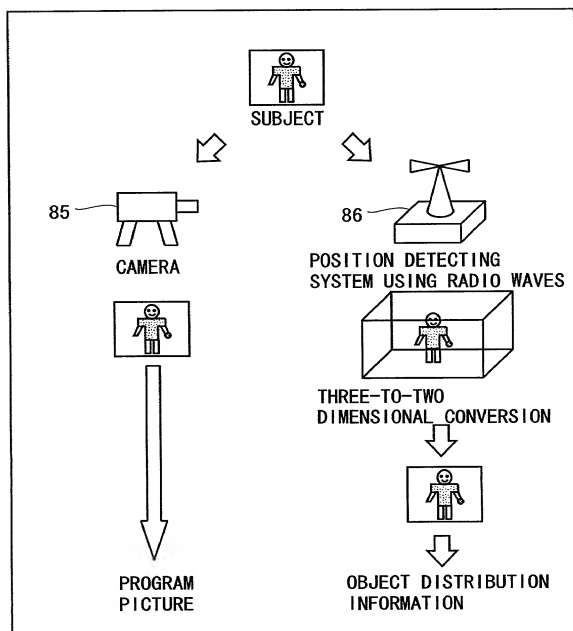 SUBJECT
85
CAMERA
86
POSITION DETECTING
SYSTEM USING RADIO WAVES
THREE-TO-TWO
DIMENSIONAL CONVERSION
PROGRAM
PICTURE
OBJECT DISTRIBUTION
INFORMATION